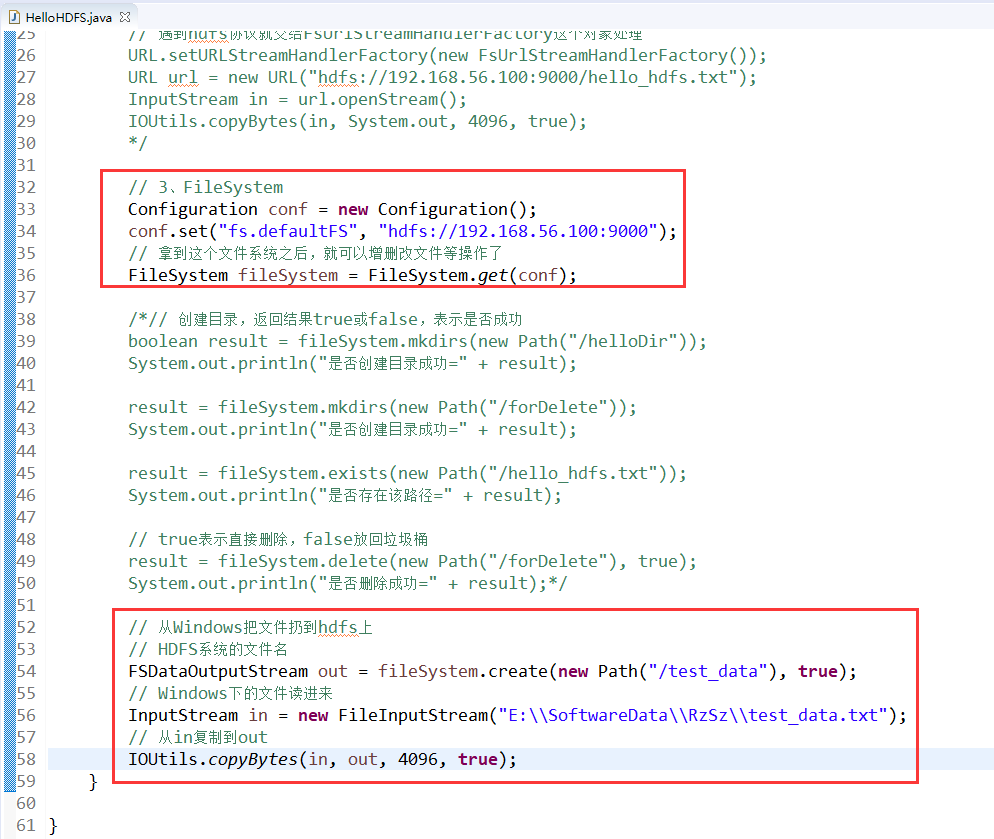 HelloHDFS.java
25 // 遇到hdfs协议就交给FsUrlStreamHandlerFactory这个对象处理
26 URL.setURLStreamHandlerFactory(new FsUrlStreamHandlerFactory());
27 URL url = new URL("hdfs://192.168.56.100:9000/hello_hdfs.txt");
28 InputStream in = url.openStream();
29 IOUtils.copyBytes(in, System.out, 4096, true);
30 */
31
32 // 3、FileSystem
33 Configuration conf = new Configuration();
34 conf.set("fs.defaultFS", "hdfs://192.168.56.100:9000");
35 // 拿到这个文件系统之后，就可以增删改文件等操作了
36 FileSystem fileSystem = FileSystem.get(conf);
37
38 /*// 创建目录，返回结果true或false，表示是否成功
39 boolean result = fileSystem.mkdirs(new Path("/helloDir"));
40 System.out.println("是否创建目录成功=" + result);
41
42 result = fileSystem.mkdirs(new Path("/forDelete"));
43 System.out.println("是否创建目录成功=" + result);
44
45 result = fileSystem.exists(new Path("/hello_hdfs.txt"));
46 System.out.println("是否存在该路径=" + result);
47
48 // true表示直接删除，false放回垃圾桶
49 result = fileSystem.delete(new Path("/forDelete"), true);
50 System.out.println("是否删除成功=" + result);*/
51
52 // 从Windows把文件扔到hdfs上
53 // HDFS系统的文件名
54 FSDataOutputStream out = fileSystem.create(new Path("/test_data"), true);
55 // Windows下的文件读进来
56 InputStream in = new FileInputStream("E:\\SoftwareData\\RzSz\\test_data.txt");
57 // 从in复制到out
58 IOUtils.copyBytes(in, out, 4096, true);
59 }
60
61 }